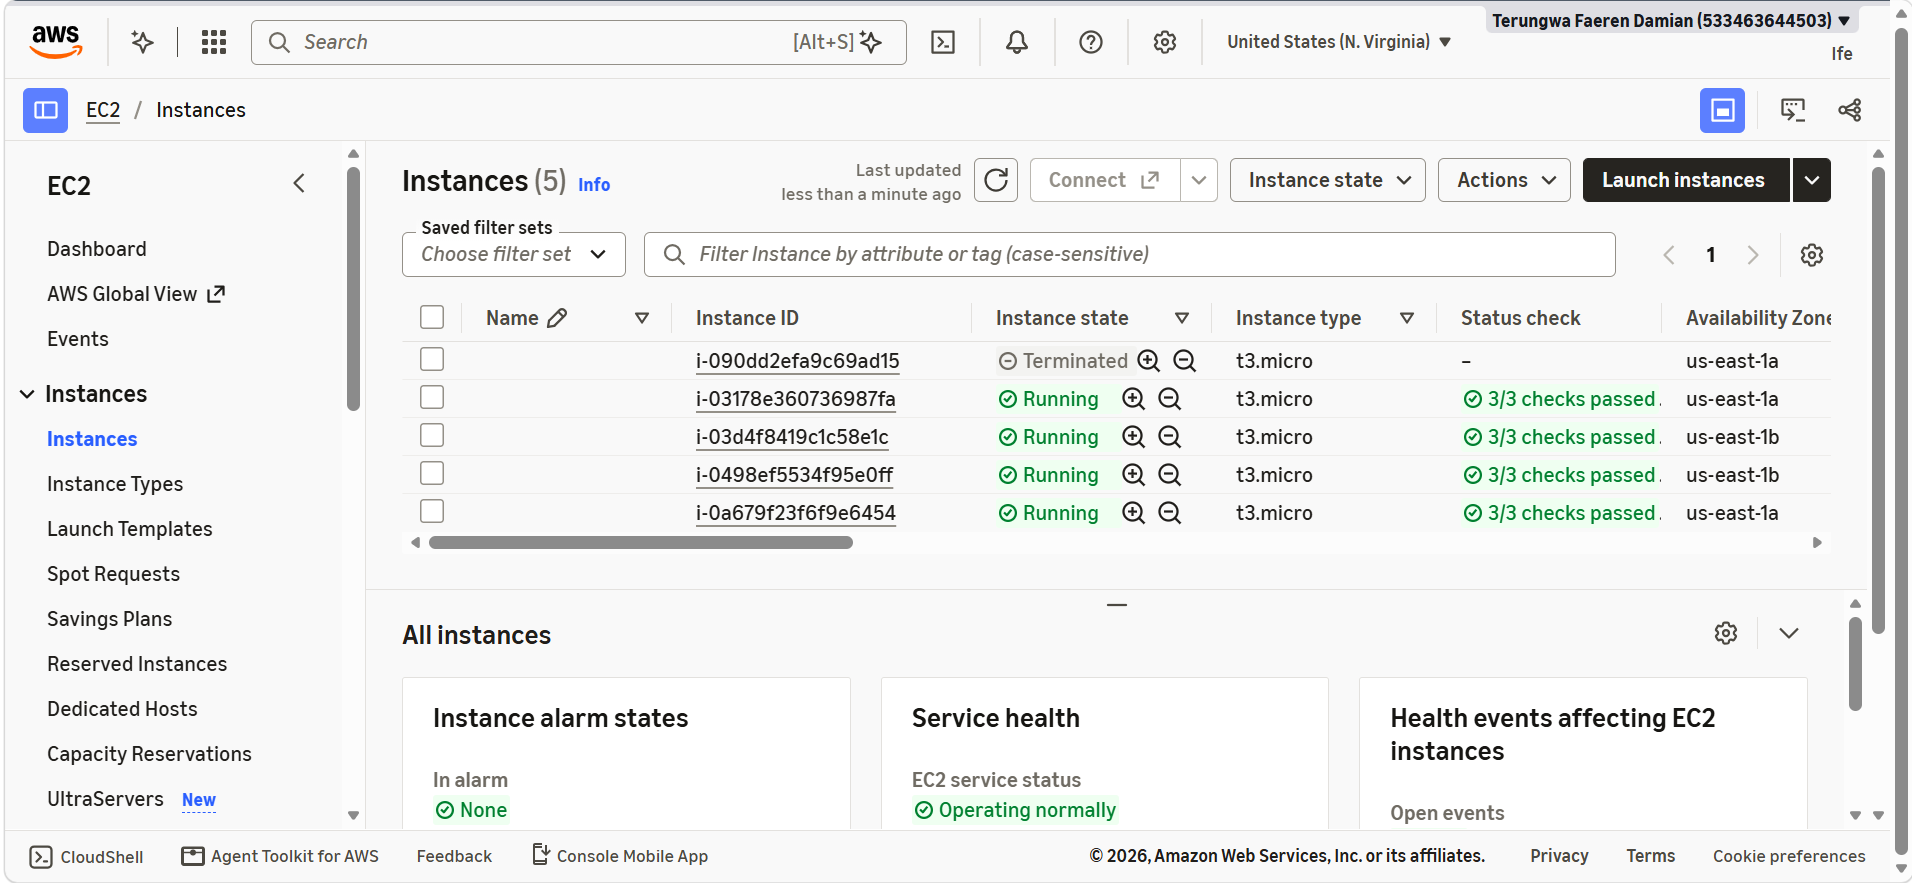 aws
Search [Alt+S]
United States (N. Virginia)
Terungwa Faeren Damian (533463644503)
Ife
EC2 / Instances
EC2
Dashboard
AWS Global View
Events
Instances
Instances
Instance Types
Launch Templates
Spot Requests
Savings Plans
Reserved Instances
Dedicated Hosts
Capacity Reservations
UltraServers New
Instances (5) Info
Last updated
less than a minute ago
Connect
Instance state
Actions
Launch instances
Saved filter sets
Choose filter set
Filter Instance by attribute or tag (case-sensitive)
1
Name Instance ID Instance state Instance type Status check Availability Zone
i-090dd2efa9c69ad15 Terminated t3.micro – us-east-1a
i-03178e360736987fa Running t3.micro 3/3 checks passed us-east-1a
i-03d4f8419c1c58e1c Running t3.micro 3/3 checks passed us-east-1b
i-0498ef5534f95e0ff Running t3.micro 3/3 checks passed us-east-1b
i-0a679f23f6f9e6454 Running t3.micro 3/3 checks passed us-east-1a
All instances
Instance alarm states
In alarm
None
Service health
EC2 service status
Operating normally
Health events affecting EC2
instances
Open events
CloudShell
Agent Toolkit for AWS
Feedback
Console Mobile App
© 2026, Amazon Web Services, Inc. or its affiliates.
Privacy
Terms
Cookie preferences